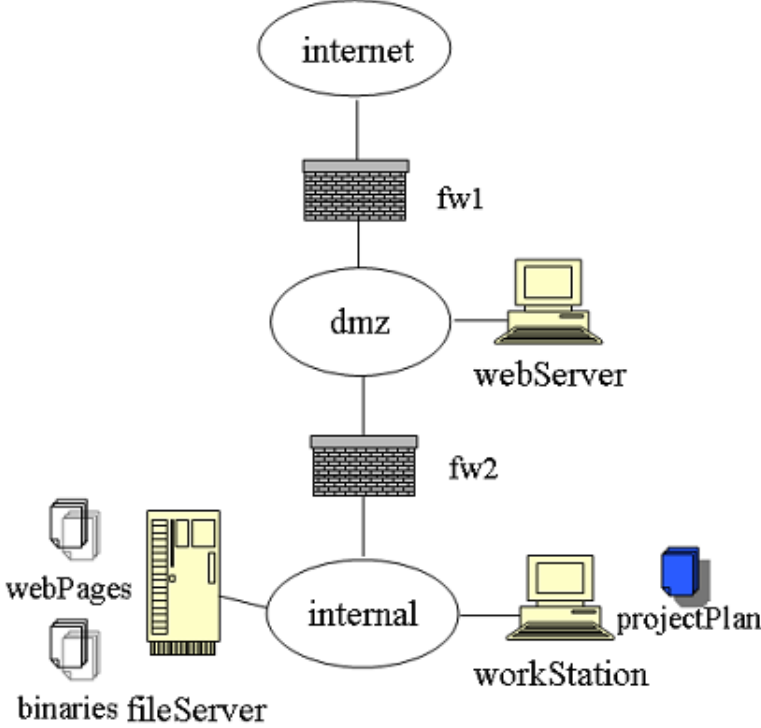 internet
fw1
dmz
webServer
fw2
webPages
internal
projectPlan
workStation
binaries fileServer